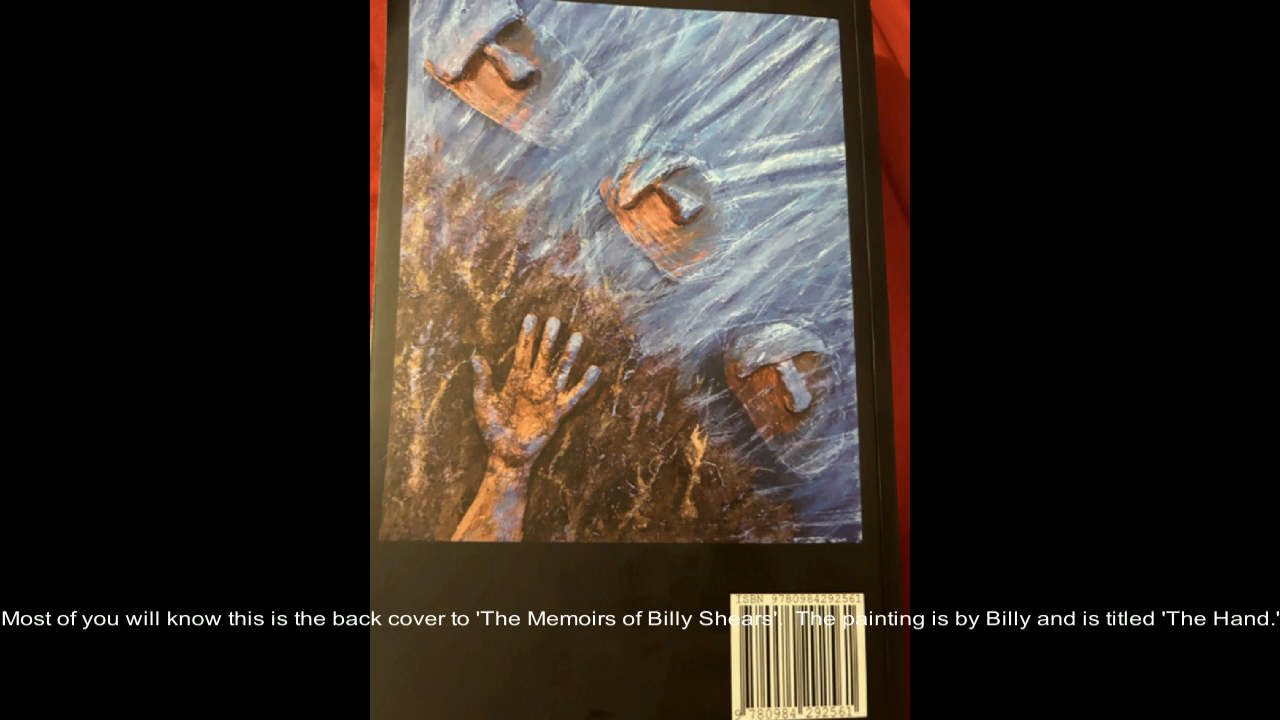 ISBN 9780984292561
Most of you will know this is the back cover to 'The Memoirs of Billy Shears'.  The painting is by Billy and is titled 'The Hand.'
9 780984 292561